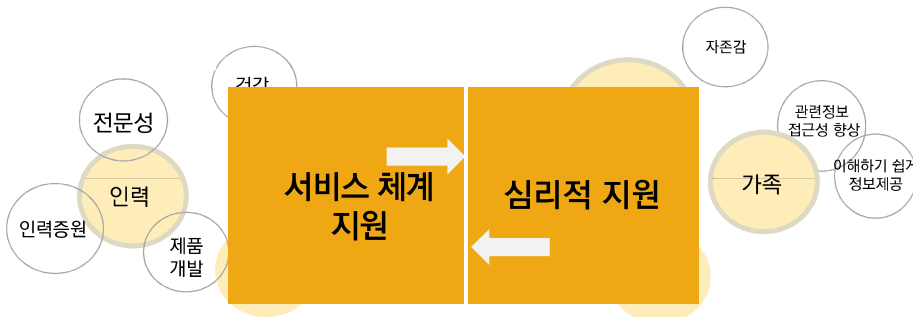 자존감
전문성
관련정보
접근성 향상
이해하기 쉽게
정보제공
인력
서비스 체계
지원
심리적 지원
가족
인력증원
제품
개발